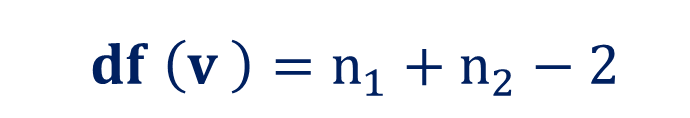 df (v ) = n₁ + n₂ − 2